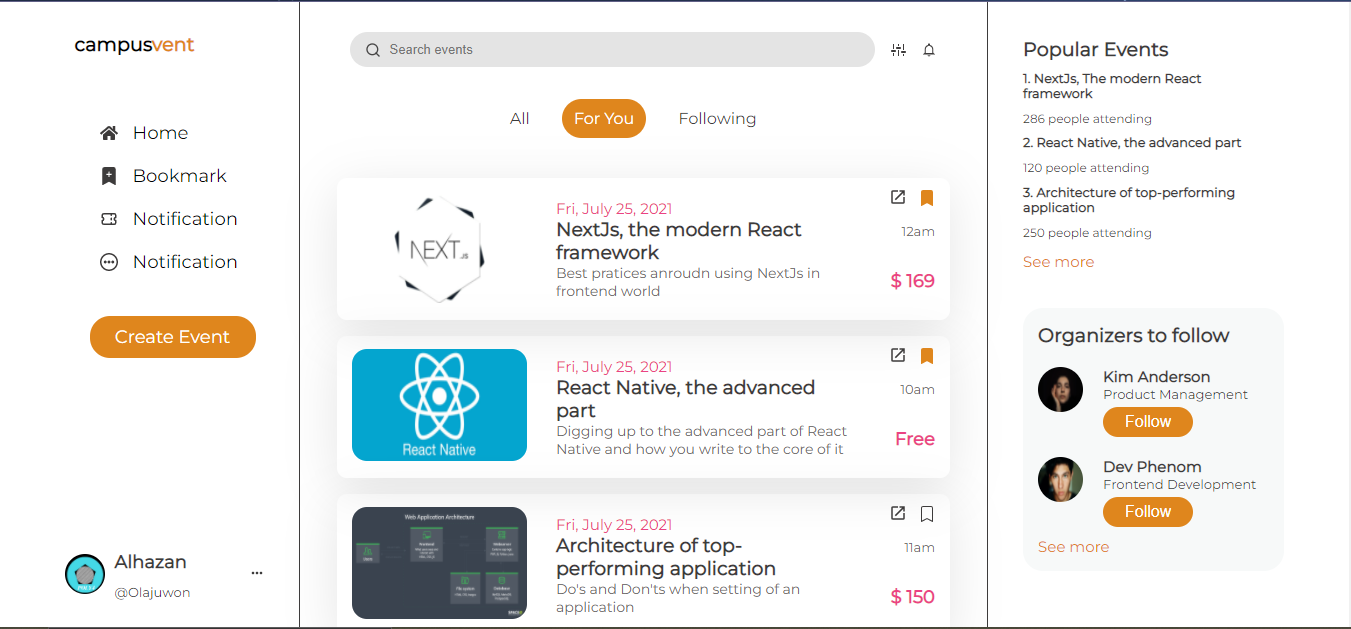 campusvent
Home
Bookmark
Notification
Notification
Create Event
Alhazan
@Olajuwon
Search events
All
For You
Following
NEXT.JS
Fri, July 25, 2021
NextJs, the modern React
framework
Best pratices anroudn using NextJs in
frontend world
12am
$ 169
React Native
Fri, July 25, 2021
React Native, the advanced
part
Digging up to the advanced part of React
Native and how you write to the core of it
10am
Free
Web Application Architecture
Fri, July 25, 2021
Architecture of top-
performing application
Do's and Don'ts when setting of an
application
11am
$ 150
Popular Events
1. NextJs, The modern React
framework
286 people attending
2. React Native, the advanced part
120 people attending
3. Architecture of top-performing
application
250 people attending
See more
Organizers to follow
Kim Anderson
Product Management
Follow
Dev Phenom
Frontend Development
Follow
See more